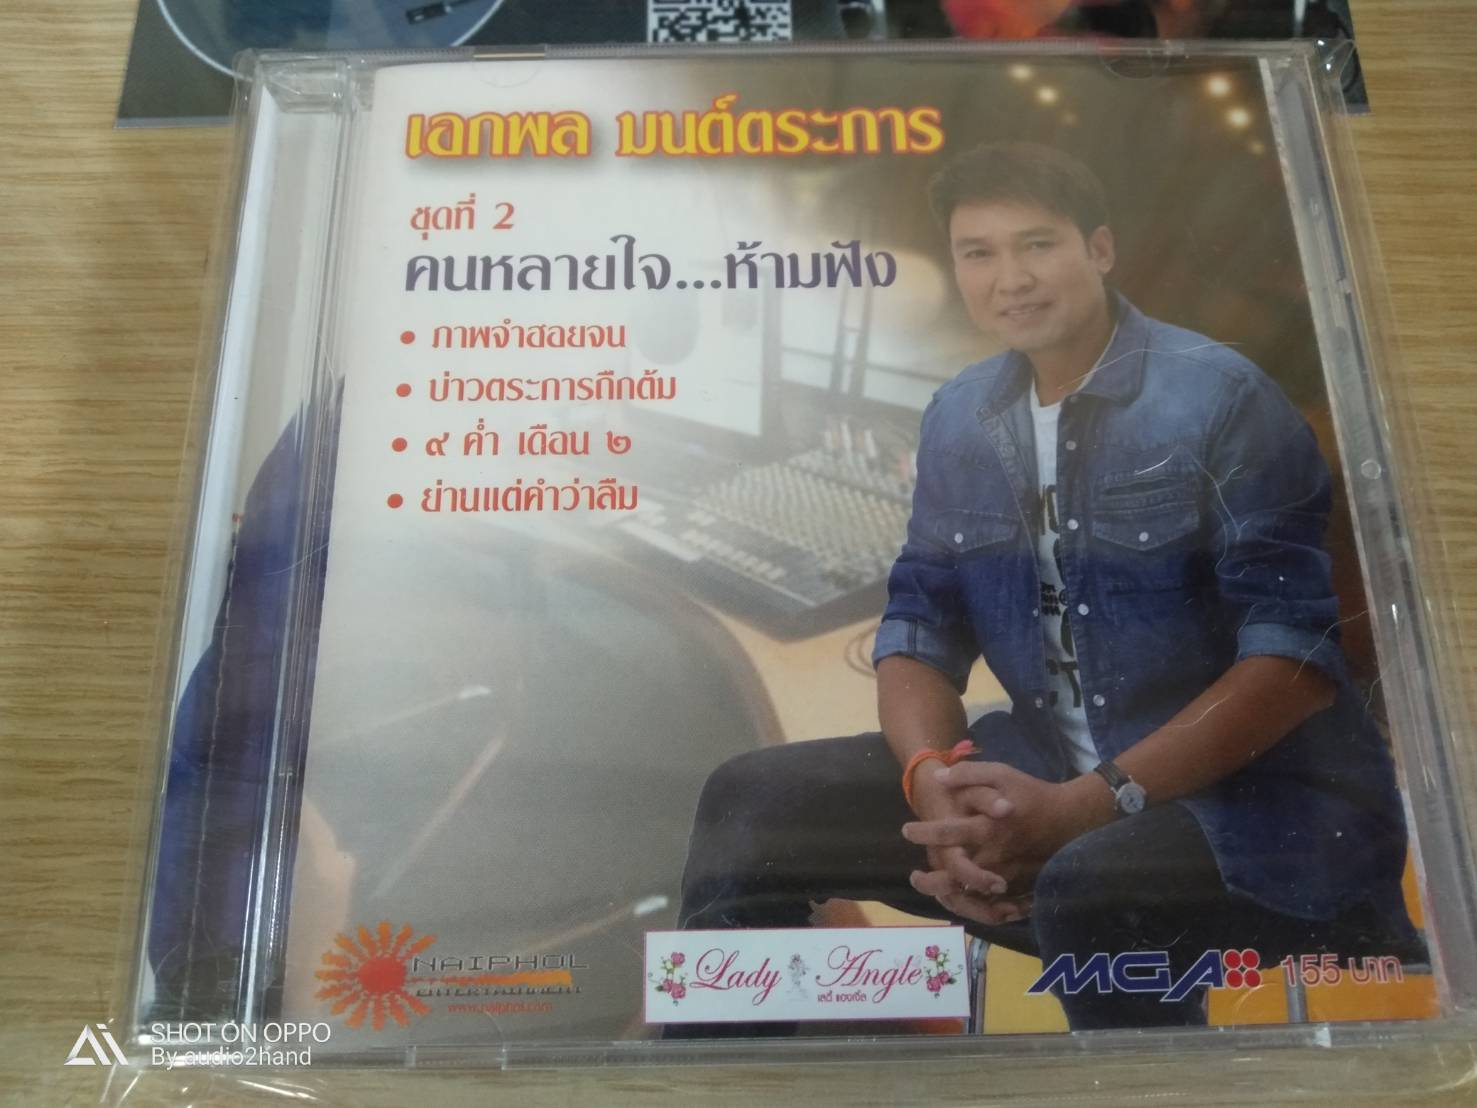 เอกพล มนต์ตระการ
ชุดที่ 2
คนหลายใจ...ห้ามฟัง
• ภาพจำฮอยจน
• บ่าวตระการถืกต้ม
• ๙ ค่ำ เดือน ๒
• ย่านแต่คำว่าลืม
NAIPHOL
ENTERTAINMENT
www.naiphol.com
Lady Angle
เลดี้ แองเจิ้ล
MGA
155 บาท
SHOT ON OPPO
By audio2hand